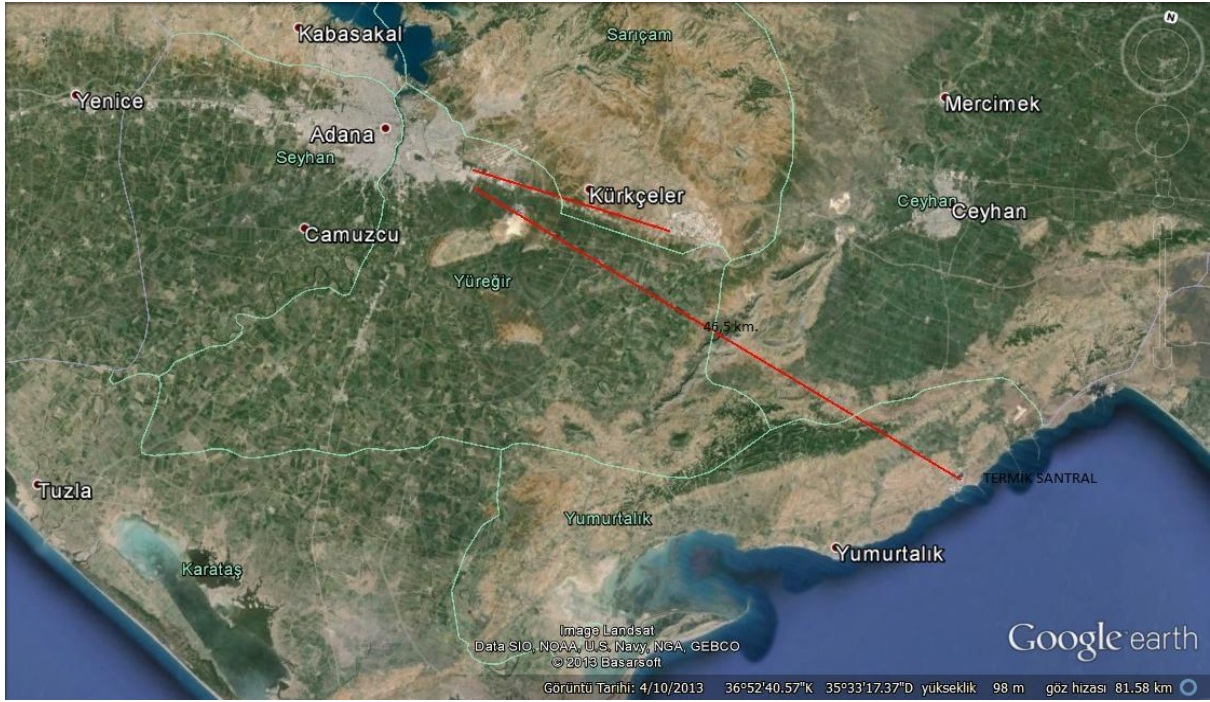 N
Kabasakal
Sarıçam
Yenice
Mercimek
Adana
Seyhan
Kürkçeler
Ceyhan
Ceyhan
Camuzcu
Yüreğir
46,5 km.
TERMİK SANTRAL
Tuzla
Yumurtalık
Yumurtalık
Karataş
Image Landsat
Data SIO, NOAA, U.S. Navy, NGA, GEBCO
© 2013 Basarsoft
Google earth
Görüntü Tarihi: 4/10/2013 36°52'40.57"K 35°33'17.37"D yükseklik 98 m göz hizası 81.58 km